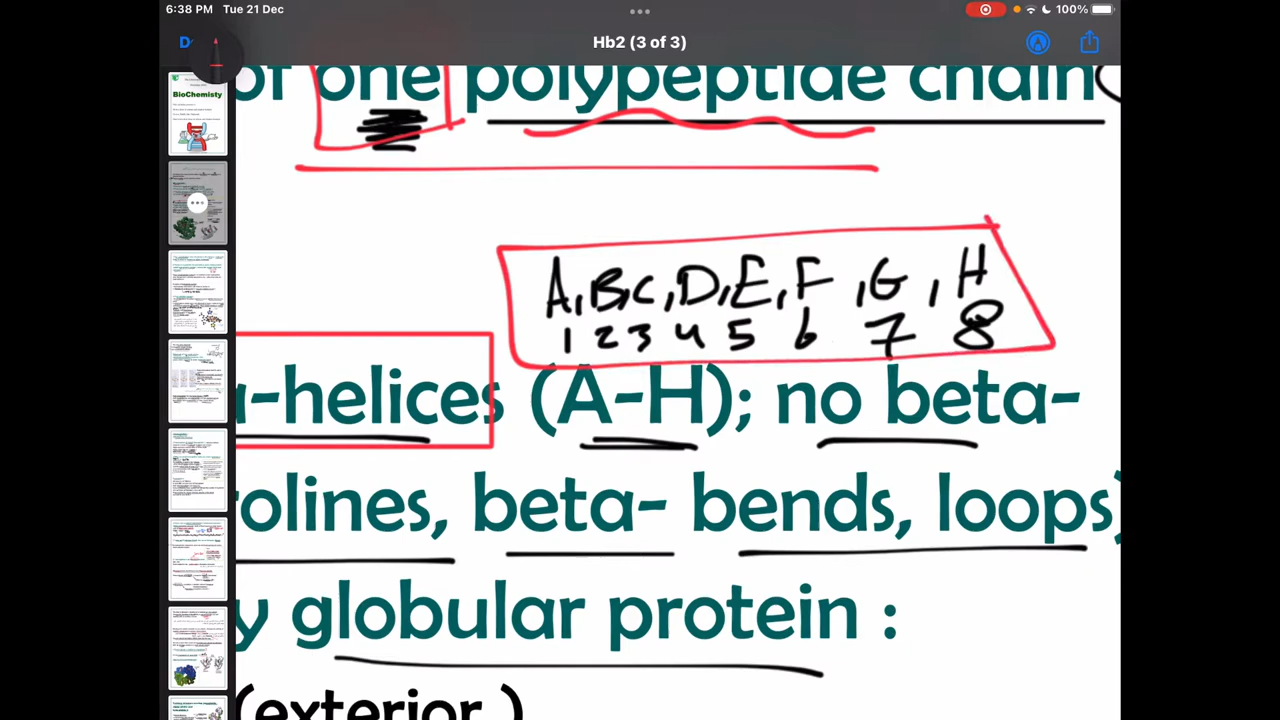 6:38 PM Tue 21 Dec
100%
Hb2 (3 of 3)
BioChemisty
of one polypeptide chain
A, B, C, D, E, F, G, H
1 2 3 4 5 6 7 8
a-helices (A-H); no beta-
rolines, beta- bends, loops)
y globular protein :
(exterior )